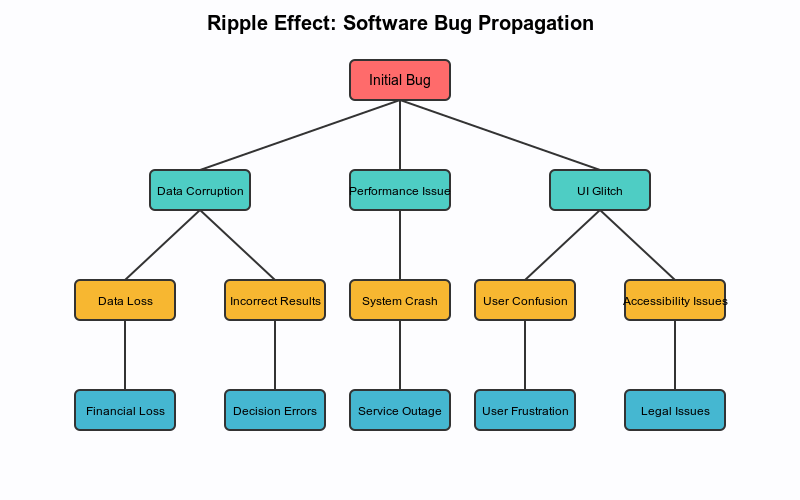 Ripple Effect: Software Bug Propagation
Initial Bug
Data Corruption
Performance Issue
UI Glitch
Data Loss
Incorrect Results
System Crash
User Confusion
Accessibility Issues
Financial Loss
Decision Errors
Service Outage
User Frustration
Legal Issues